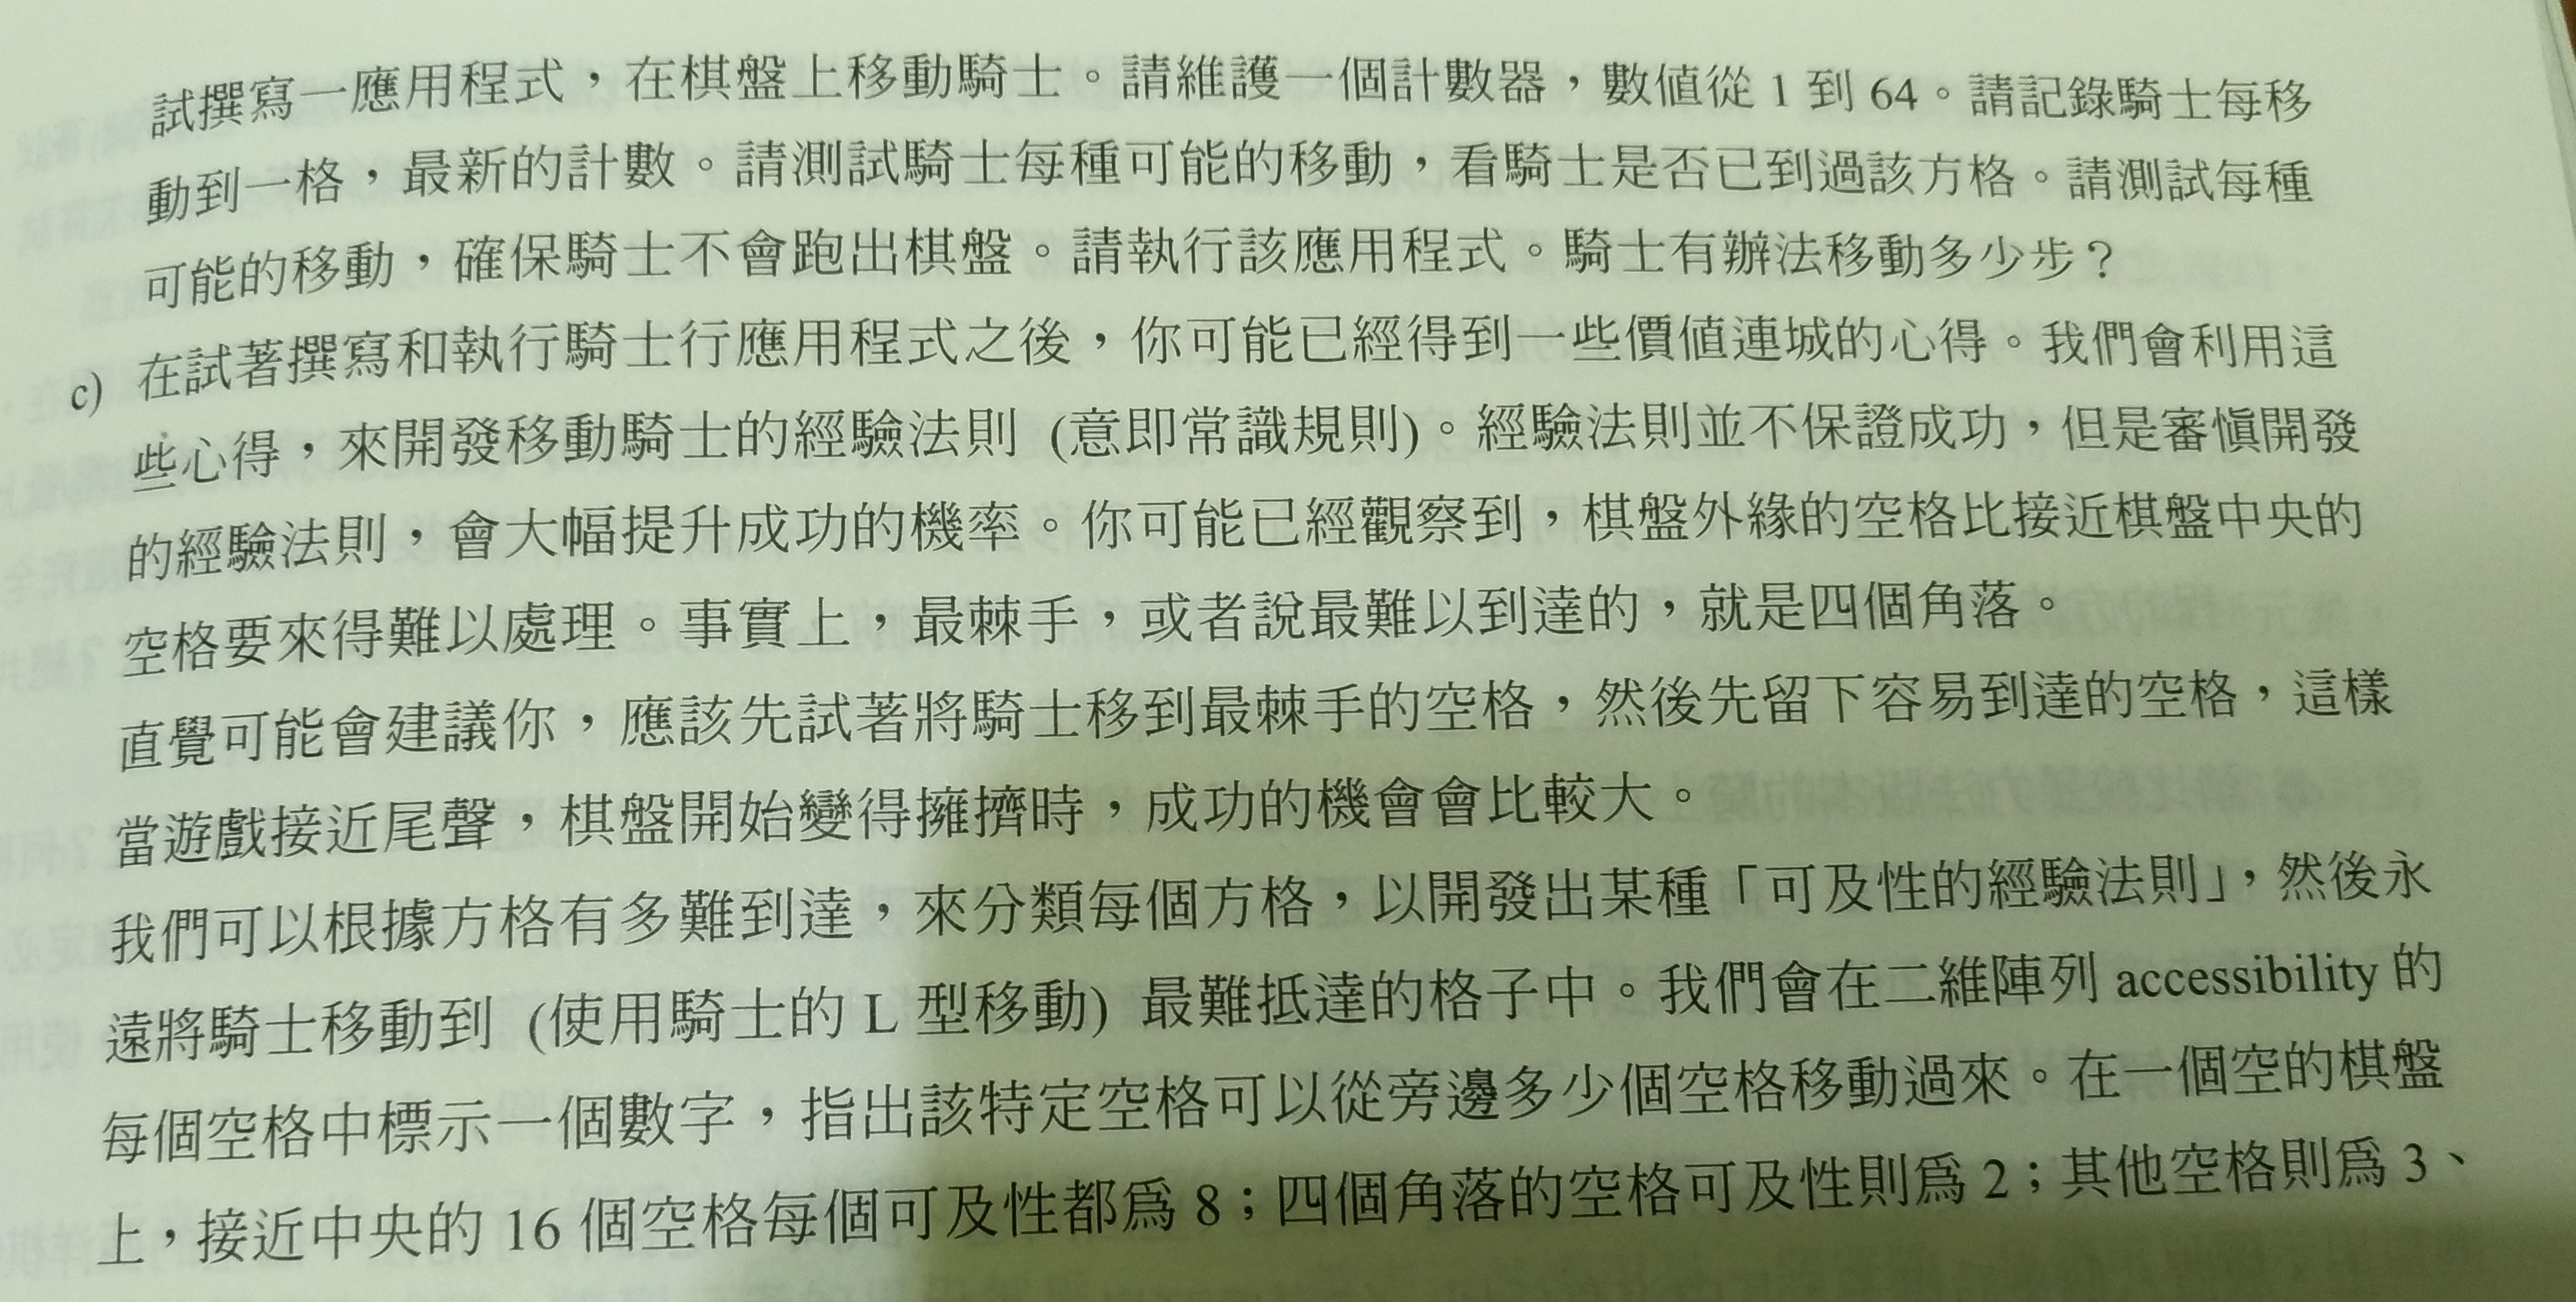 試撰寫一應用程式，在棋盤上移動騎士。請維護一個計數器，數值從 1 到 64。請記錄騎士每移
動到一格，最新的計數。請測試騎士每種可能的移動，看騎士是否已到過該方格。請測試每種
可能的移動，確保騎士不會跑出棋盤。請執行該應用程式。騎士有辦法移動多少步？
c) 在試著撰寫和執行騎士行應用程式之後，你可能已經得到一些價值連城的心得。我們會利用這
些心得，來開發移動騎士的經驗法則 (意即常識規則)。經驗法則並不保證成功，但是審慎開發
的經驗法則，會大幅提升成功的機率。你可能已經觀察到，棋盤外緣的空格比接近棋盤中央的
空格要來得難以處理。事實上，最棘手，或者說最難以到達的，就是四個角落。
直覺可能會建議你，應該先試著將騎士移到最棘手的空格，然後先留下容易到達的空格，這樣
當遊戲接近尾聲，棋盤開始變得擁擠時，成功的機會會比較大。
我們可以根據方格有多難到達，來分類每個方格，以開發出某種「可及性的經驗法則」，然後永
遠將騎士移動到 (使用騎士的 L 型移動) 最難抵達的格子中。我們會在二維陣列 accessibility 的
每個空格中標示一個數字，指出該特定空格可以從旁邊多少個空格移動過來。在一個空的棋盤
上，接近中央的 16 個空格每個可及性都爲 8；四個角落的空格可及性則爲 2；其他空格則爲 3、